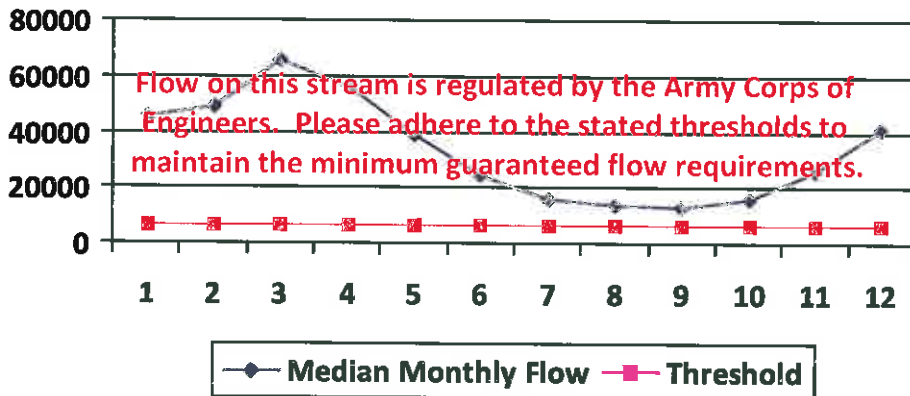 80000
60000
40000
20000
0
Flow on this stream is regulated by the Army Corps of
Engineers. Please adhere to the stated thresholds to
maintain the minimum guaranteed flow requirements.
1 2 3 4 5 6 7 8 9 10 11 12
Median Monthly Flow Threshold